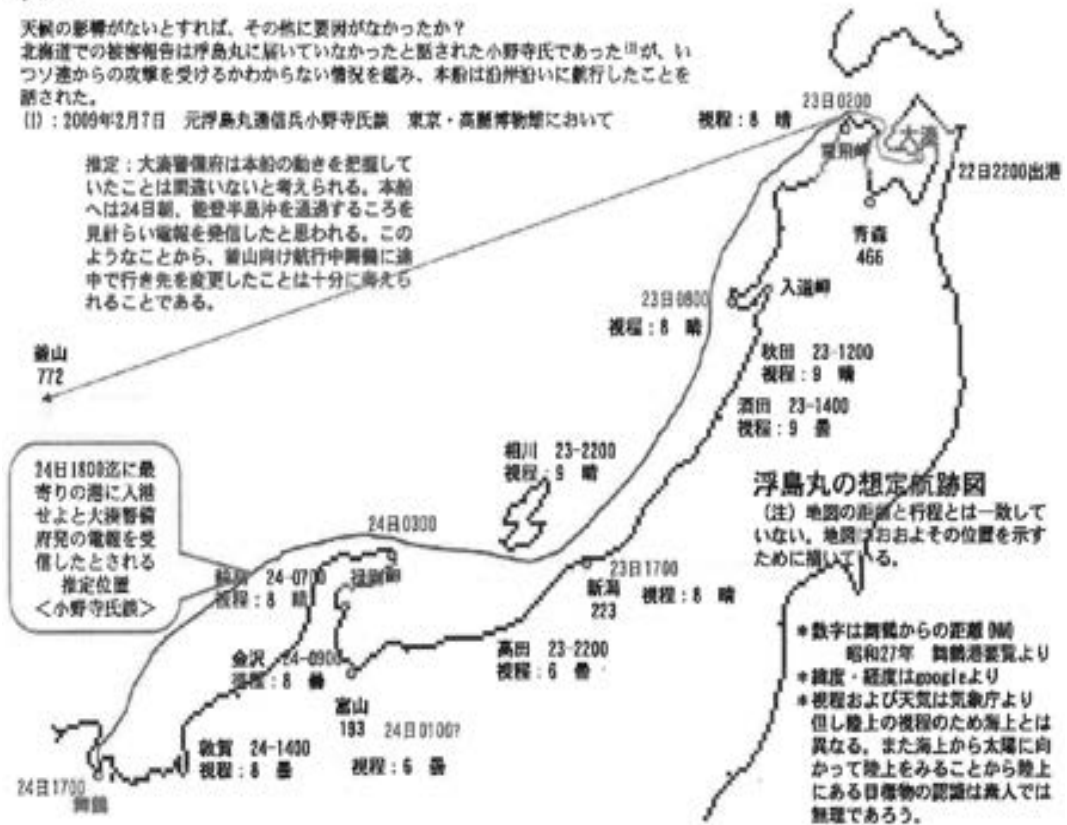 天候の影響がないとすれば、その他に要因がなかったか？
北海道での被害報告は浮島丸に届いていなかったと話された小野寺氏であった⁽¹⁾が、い
つソ連からの攻撃を受けるかわからない情況を鑑み、本船は沿岸沿いに航行したことを
話された。
(1)：2009年2月7日　元浮島丸通信兵小野寺氏談　東京・高麗博物館において
23日0200
視程：8　晴
大湊
竜飛岬
22日2200出港
推定：大湊警備府は本船の動きを把握して
いたことは間違いないと考えられる。本船
へは24日朝、能登半島沖を通過するころを
見計らい電報を発信したと思われる。この
ようなことから、釜山向け航行中舞鶴に途
中で行き先を変更したことは十分に考えら
れることである。
青森
466
入道岬
23日0800
視程：8　晴
釜山
772
秋田　23-1200
視程：9　晴
酒田　23-1400
視程：9　曇
相川　23-2200
視程：9　晴
24日1800迄に最
寄りの港に入港
せよと大湊警備
府発の電報を受
信したとされる
推定位置
＜小野寺氏談＞
浮島丸の想定航跡図
（注）地図の距離と行程とは一致して
いない。地図はおおよその位置を示す
ために描いている。
24日0300
24-0700
視程：8　晴
23日1700
新潟
223
視程：8　晴
高田　23-2200
視程：6　曇
金沢　24-0900
視程：8　曇
富山
193　24日0100?
視程：6　曇
敦賀　24-1400
視程：8　曇
24日1700
舞鶴
＊数字は舞鶴からの距離(NM)
昭和27年　舞鶴港要覧より
＊緯度・経度はgoogleより
＊視程および天気は気象庁より
但し陸上の視程のため海上とは
異なる。また海上から太陽に向
かって陸上をみることから陸上
にある目標物の認識は素人では
無理であろう。